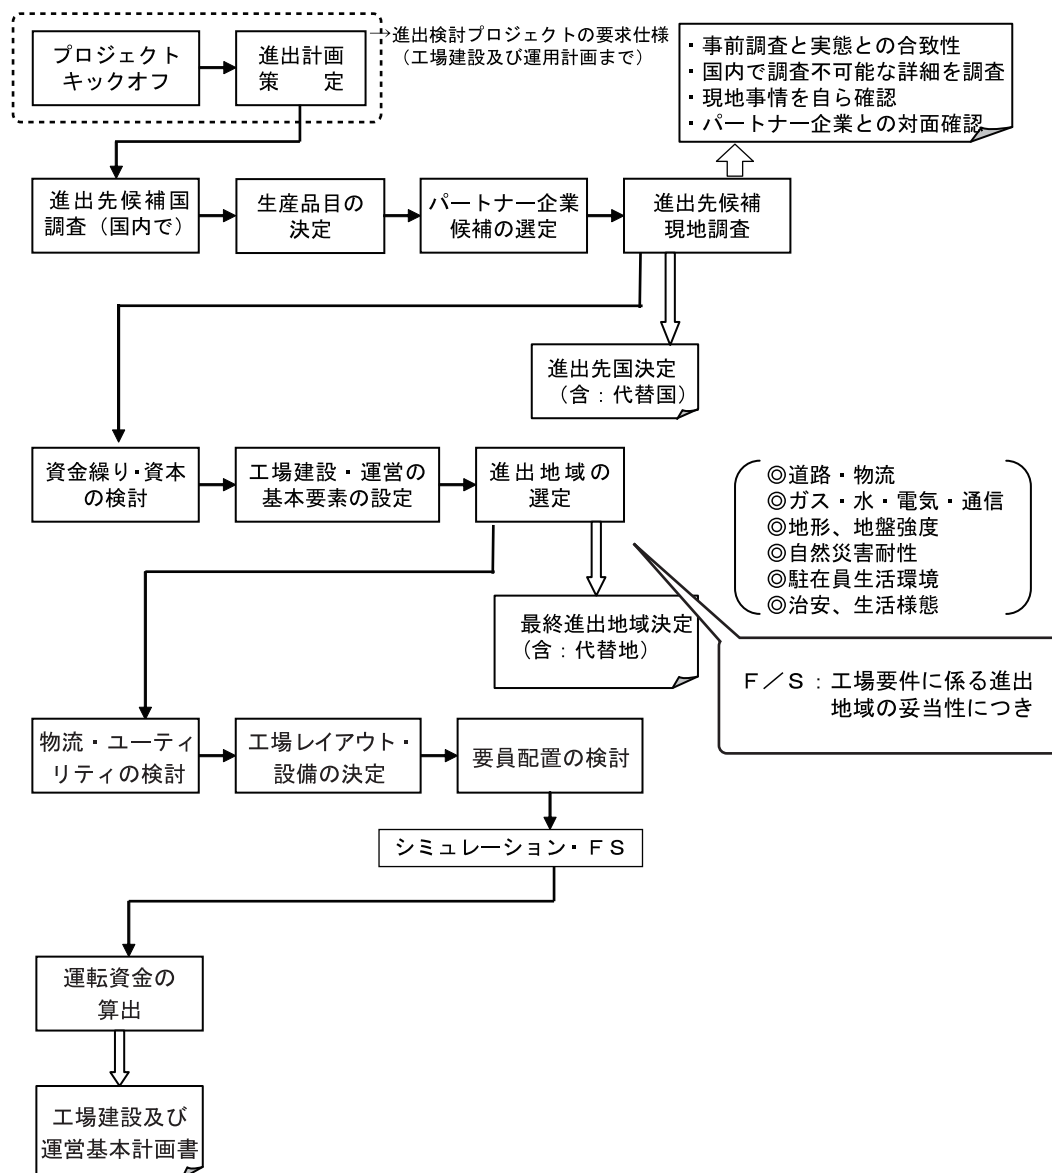 プロジェクト
キックオフ
進出計画
策　　定
→進出検討プロジェクトの要求仕様
（工場建設及び運用計画まで）
・事前調査と実態との合致性
・国内で調査不可能な詳細を調査
・現地事情を自ら確認
・パートナー企業との対面確認
進出先候補国
調査（国内で）
生産品目の
決定
パートナー企業
候補の選定
進出先候補
現地調査
進出先国決定
（含：代替国）
資金繰り・資本
の検討
工場建設・運営の
基本要素の設定
進出地域の
選定
◎道路・物流
◎ガス・水・電気・通信
◎地形、地盤強度
◎自然災害耐性
◎駐在員生活環境
◎治安、生活様態
最終進出地域決定
（含：代替地）
Ｆ／Ｓ：工場要件に係る進出
地域の妥当性につき
物流・ユーティ
リティの検討
工場レイアウト・
設備の決定
要員配置の検討
シミュレーション・ＦＳ
運転資金の
算出
工場建設及び
運営基本計画書